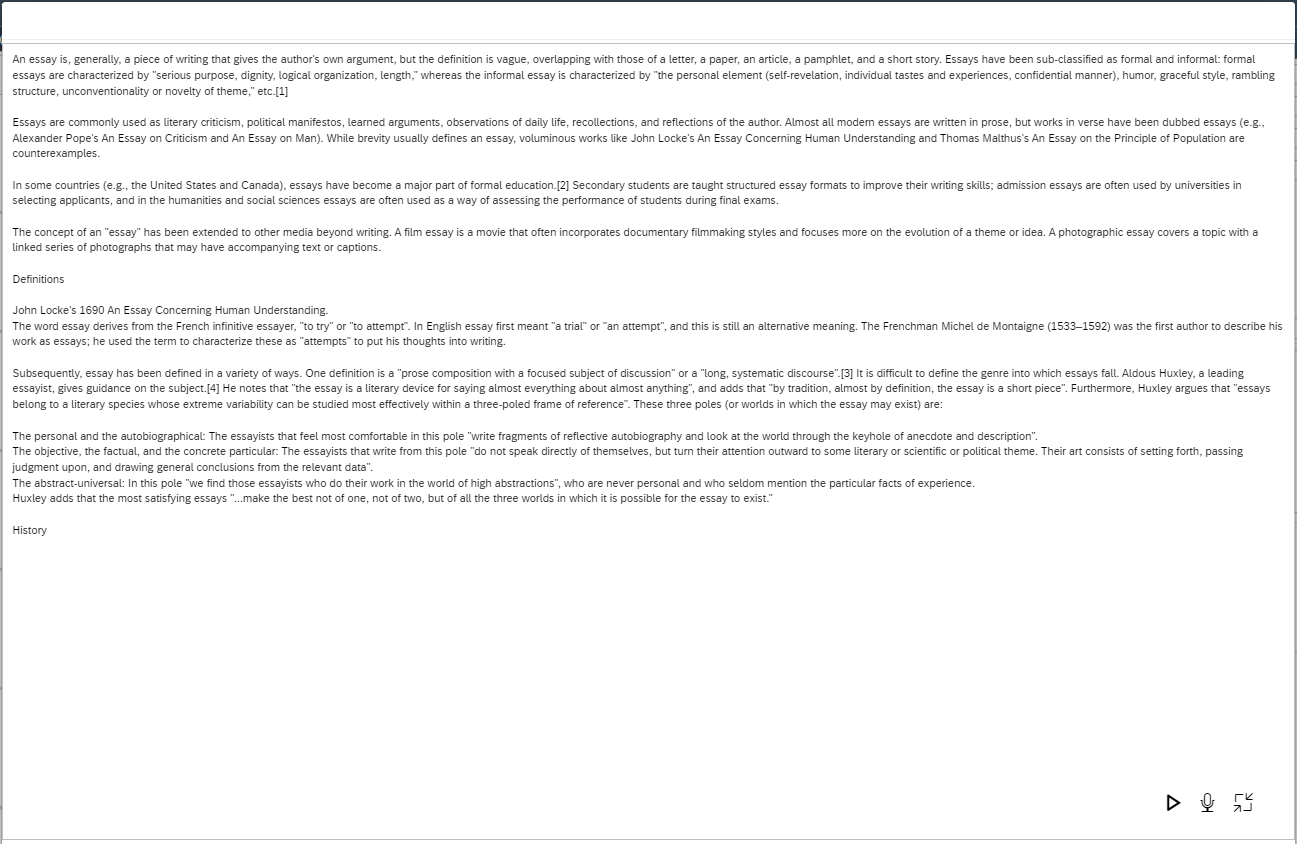 An essay is, generally, a piece of writing that gives the author's own argument, but the definition is vague, overlapping with those of a letter, a paper, an article, a pamphlet, and a short story. Essays have been sub-classified as formal and informal: formal
essays are characterized by "serious purpose, dignity, logical organization, length," whereas the informal essay is characterized by "the personal element (self-revelation, individual tastes and experiences, confidential manner), humor, graceful style, rambling
structure, unconventionality or novelty of theme," etc.[1]
Essays are commonly used as literary criticism, political manifestos, learned arguments, observations of daily life, recollections, and reflections of the author. Almost all modern essays are written in prose, but works in verse have been dubbed essays (e.g.,
Alexander Pope's An Essay on Criticism and An Essay on Man). While brevity usually defines an essay, voluminous works like John Locke's An Essay Concerning Human Understanding and Thomas Malthus's An Essay on the Principle of Population are
counterexamples.
In some countries (e.g., the United States and Canada), essays have become a major part of formal education.[2] Secondary students are taught structured essay formats to improve their writing skills; admission essays are often used by universities in
selecting applicants, and in the humanities and social sciences essays are often used as a way of assessing the performance of students during final exams.
The concept of an "essay" has been extended to other media beyond writing. A film essay is a movie that often incorporates documentary filmmaking styles and focuses more on the evolution of a theme or idea. A photographic essay covers a topic with a
linked series of photographs that may have accompanying text or captions.
Definitions
John Locke's 1690 An Essay Concerning Human Understanding.
The word essay derives from the French infinitive essayer, "to try" or "to attempt". In English essay first meant "a trial" or "an attempt", and this is still an alternative meaning. The Frenchman Michel de Montaigne (1533–1592) was the first author to describe his
work as essays; he used the term to characterize these as "attempts" to put his thoughts into writing.
Subsequently, essay has been defined in a variety of ways. One definition is a "prose composition with a focused subject of discussion" or a "long, systematic discourse".[3] It is difficult to define the genre into which essays fall. Aldous Huxley, a leading
essayist, gives guidance on the subject.[4] He notes that "the essay is a literary device for saying almost everything about almost anything", and adds that "by tradition, almost by definition, the essay is a short piece". Furthermore, Huxley argues that "essays
belong to a literary species whose extreme variability can be studied most effectively within a three-poled frame of reference". These three poles (or worlds in which the essay may exist) are:
The personal and the autobiographical: The essayists that feel most comfortable in this pole "write fragments of reflective autobiography and look at the world through the keyhole of anecdote and description".
The objective, the factual, and the concrete particular: The essayists that write from this pole "do not speak directly of themselves, but turn their attention outward to some literary or scientific or political theme. Their art consists of setting forth, passing
judgment upon, and drawing general conclusions from the relevant data".
The abstract-universal: In this pole "we find those essayists who do their work in the world of high abstractions", who are never personal and who seldom mention the particular facts of experience.
Huxley adds that the most satisfying essays "...make the best not of one, not of two, but of all the three worlds in which it is possible for the essay to exist."
History